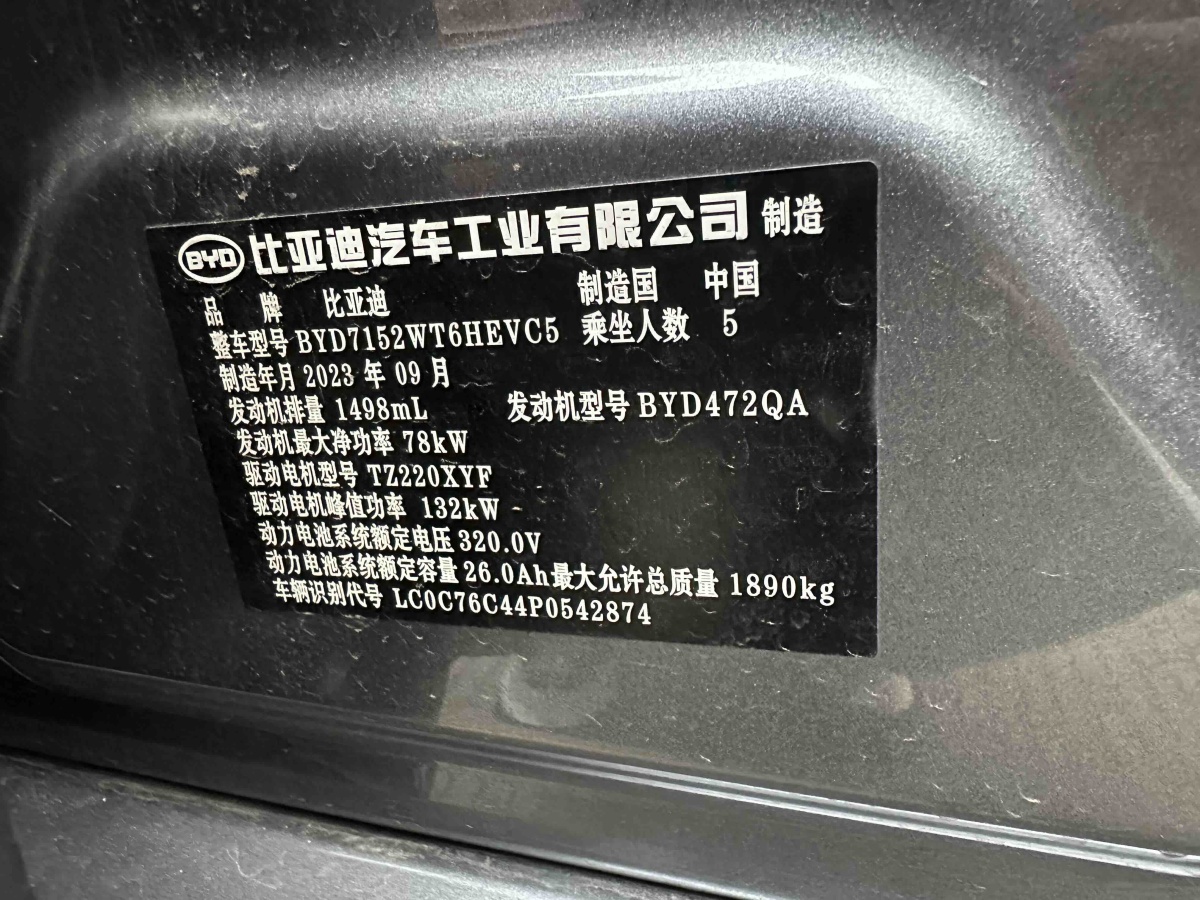 BYD 比亚迪汽车工业有限公司 制造
品 牌 比亚迪 制造国 中国
整车型号 BYD7152WT6HEVC5 乘坐人数 5
制造年月 2023 年 09 月
发动机排量 1498mL 发动机型号 BYD472QA
发动机最大净功率 78kW
驱动电机型号 TZ220XYF
驱动电机峰值功率 132kW
动力电池系统额定电压 320.0V
动力电池系统额定容量 26.0Ah 最大允许总质量 1890kg
车辆识别代号 LC0C76C44P0542874